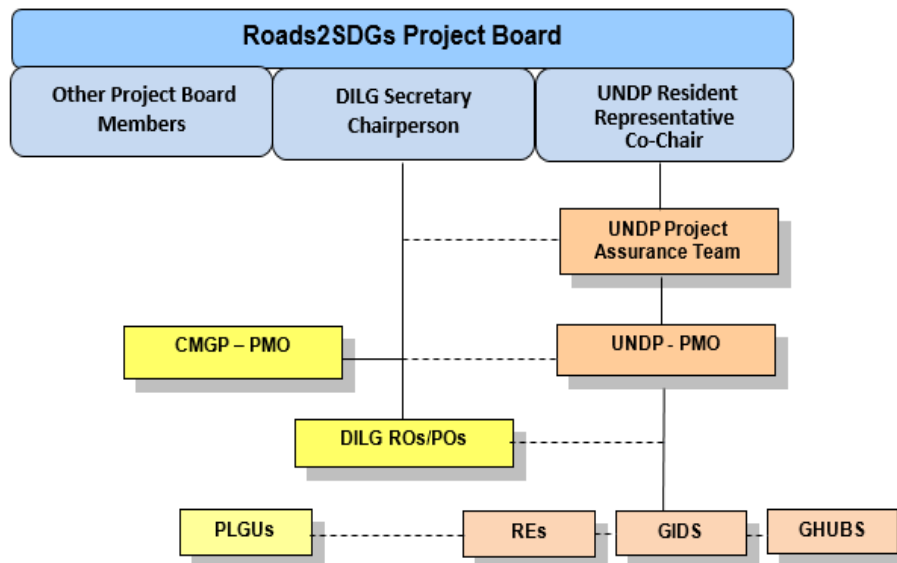 Roads2SDGs Project Board
Other Project Board
Members
DILG Secretary
Chairperson
UNDP Resident
Representative
Co-Chair
UNDP Project
Assurance Team
CMGP – PMO
UNDP - PMO
DILG ROs/POs
PLGUs
REs
GIDS
GHUBS